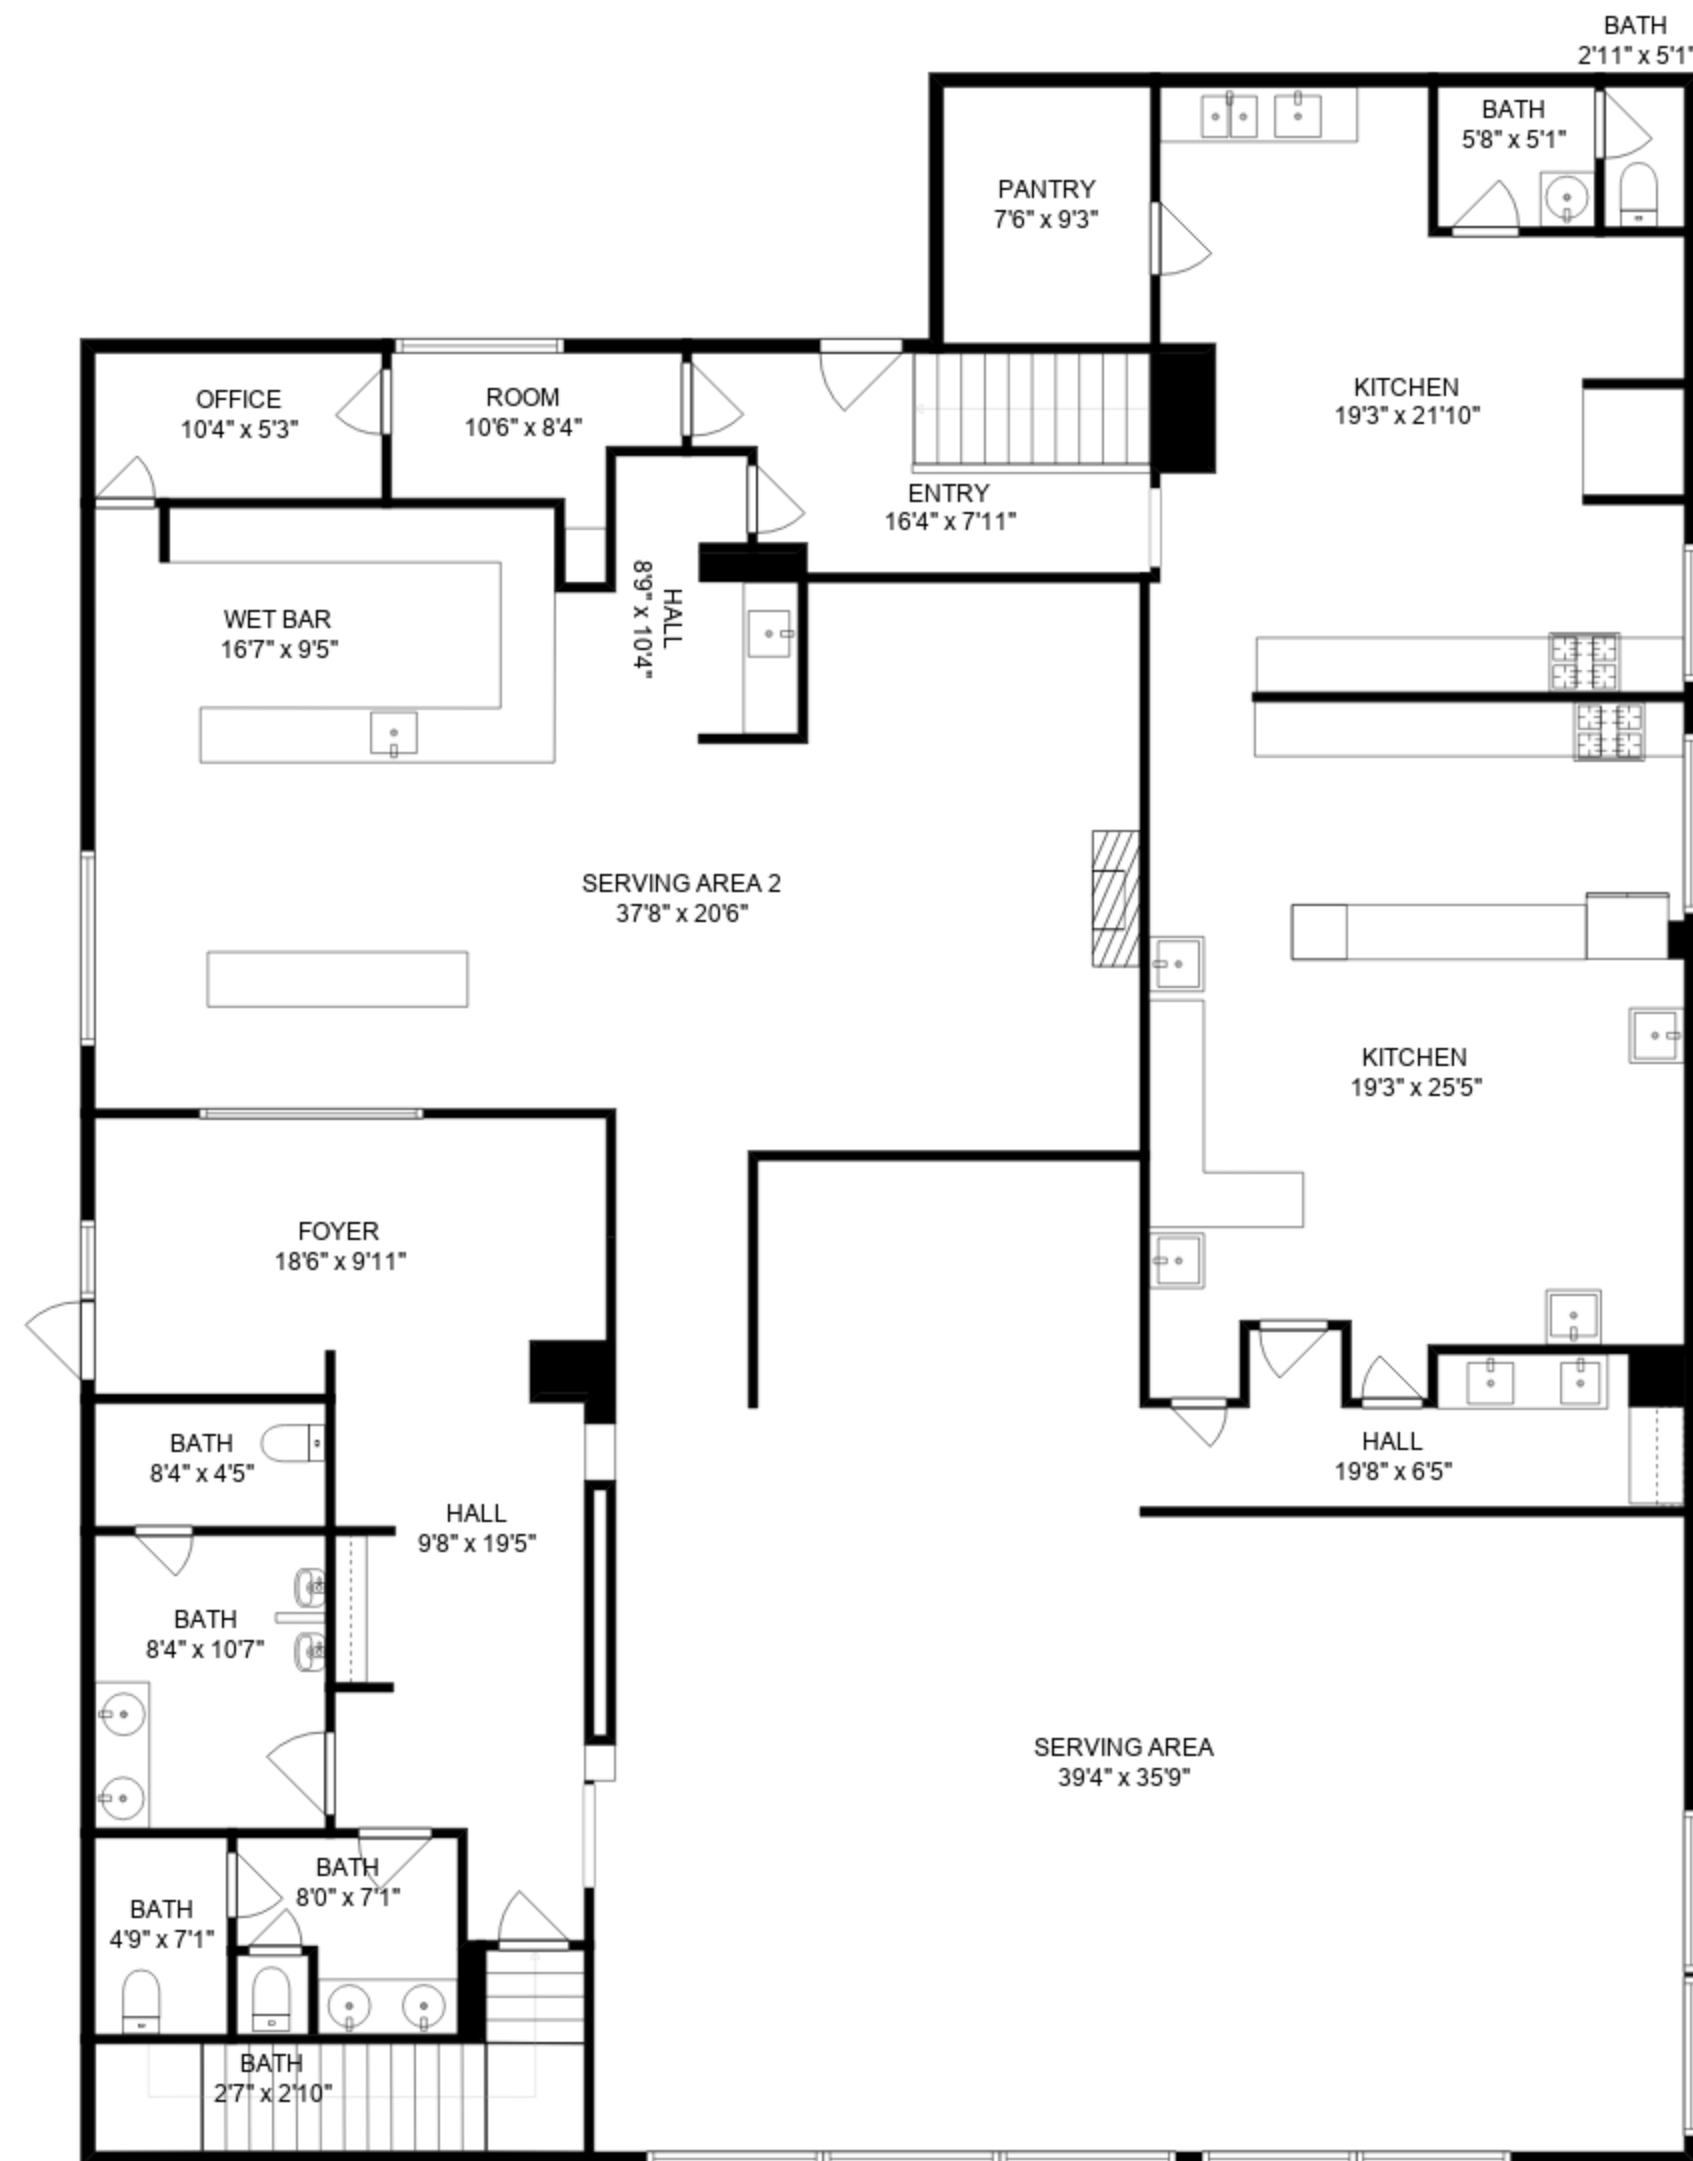 BATH
2'11" x 5'1"
BATH
5'8" x 5'1"
PANTRY
7'6" x 9'3"
OFFICE
10'4" x 5'3"
ROOM
10'6" x 8'4"
KITCHEN
19'3" x 21'10"
ENTRY
16'4" x 7'11"
WET BAR
16'7" x 9'5"
HALL
8'9" x 10'4"
SERVING AREA 2
37'8" x 20'6"
KITCHEN
19'3" x 25'5"
FOYER
18'6" x 9'11"
BATH
8'4" x 4'5"
HALL
19'8" x 6'5"
HALL
9'8" x 19'5"
BATH
8'4" x 10'7"
SERVING AREA
39'4" x 35'9"
BATH
8'0" x 7'1"
BATH
4'9" x 7'1"
BATH
2'7" x 2'10"